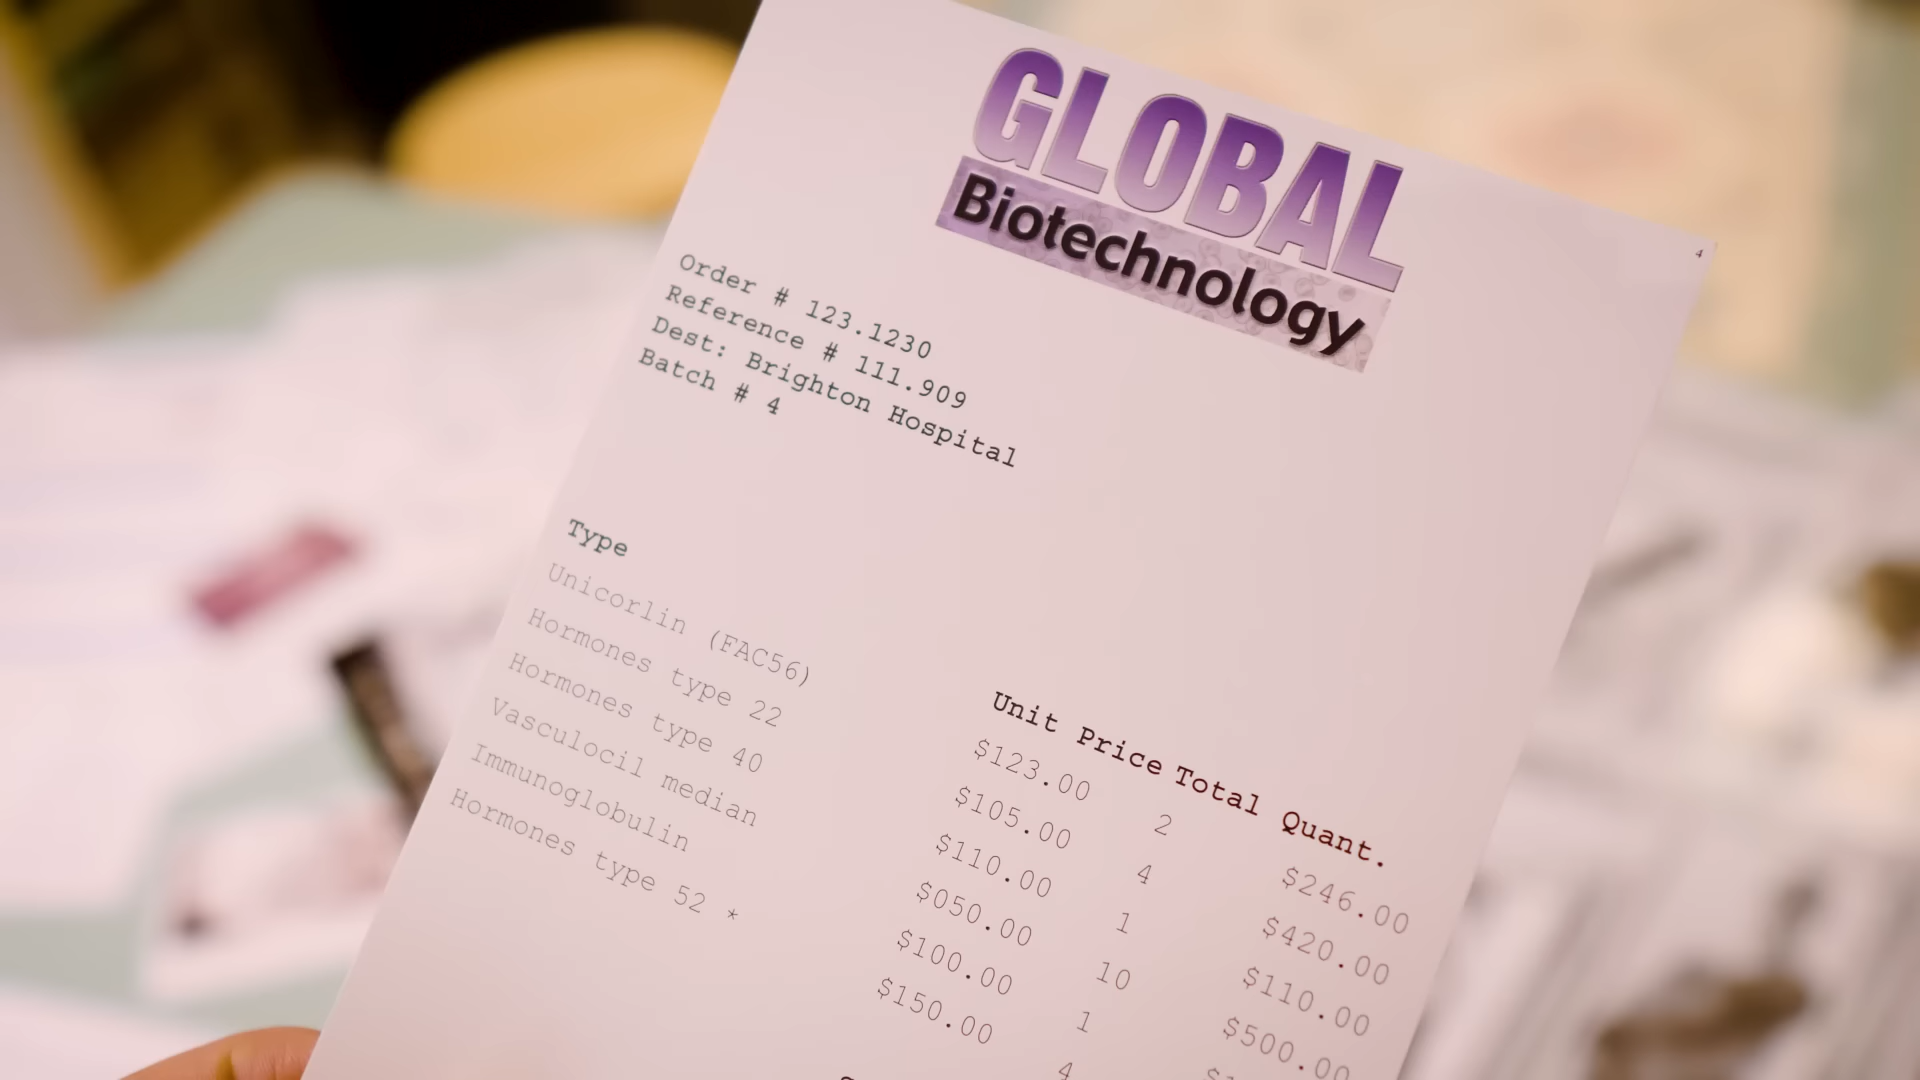 GLOBAL
Biotechnology
4
Order # 123.1230
Reference # 111.909
Dest: Brighton Hospital
Batch # 4
Type
Unicorlin (FAC56)
Hormones type 22
Hormones type 40
Vasculocil median
Immunoglobulin
Hormones type 52 *
Unit Price Total Quant.
$123.00 2 $246.00
$105.00 4 $420.00
$110.00 1 $110.00
$050.00 10 $500.00
$100.00 1
$150.00 4